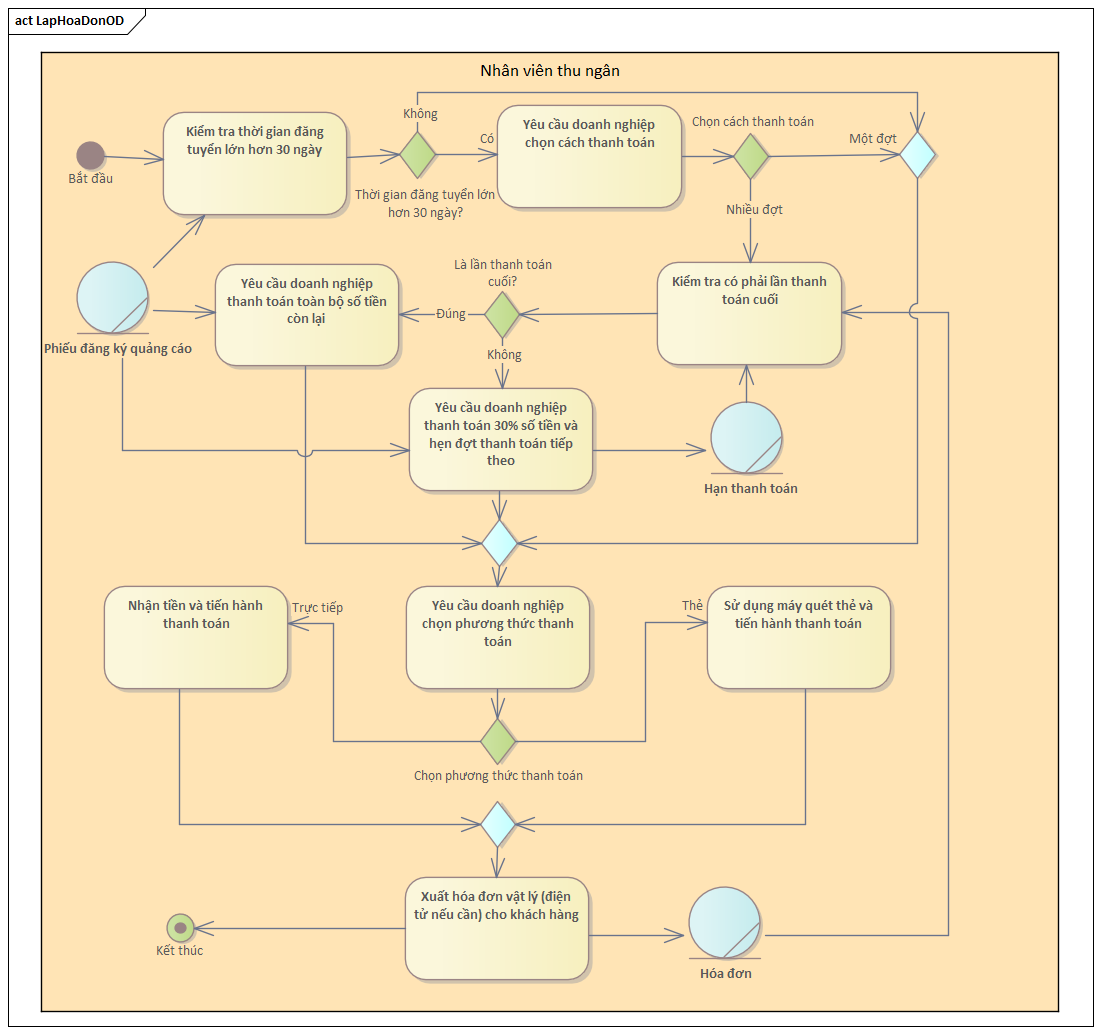 act LapHoaDonOD
Nhân viên thu ngân
Không
Kiểm tra thời gian đăng
tuyển lớn hơn 30 ngày
Có
Yêu cầu doanh nghiệp
chọn cách thanh toán
Chọn cách thanh toán
Một đợt
Bắt đầu
Thời gian đăng tuyển lớn
hơn 30 ngày?
Nhiều đợt
Phiếu đăng ký quảng cáo
Yêu cầu doanh nghiệp
thanh toán toàn bộ số tiền
còn lại
Đúng
Là lần thanh toán
cuối?
Không
Kiểm tra có phải lần thanh
toán cuối
Yêu cầu doanh nghiệp
thanh toán 30% số tiền và
hẹn đợt thanh toán tiếp
theo
Hạn thanh toán
Nhận tiền và tiến hành
thanh toán
Trực tiếp
Yêu cầu doanh nghiệp
chọn phương thức thanh
toán
Thẻ
Sử dụng máy quét thẻ và
tiến hành thanh toán
Chọn phương thức thanh toán
Xuất hóa đơn vật lý (điện
tử nếu cần) cho khách hàng
Kết thúc
Hóa đơn